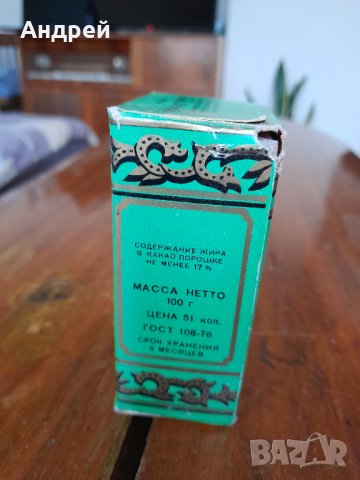 Андрей
СОДЕРЖАНИЕ ЖИРА
В КАКАО ПОРОШКЕ
НЕ МЕНЕЕ 17%
МАССА НЕТТО
100 г
ЦЕНА 51 коп.
ГОСТ 108-76
СРОК ХРАНЕНИЯ
6 МЕСЯЦЕВ
BAZAR